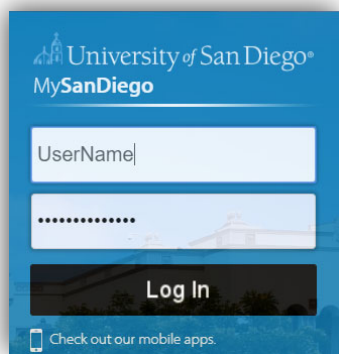 University of San Diego®
MySanDiego
UserName
••••••••••••••
Log In
Check out our mobile apps.